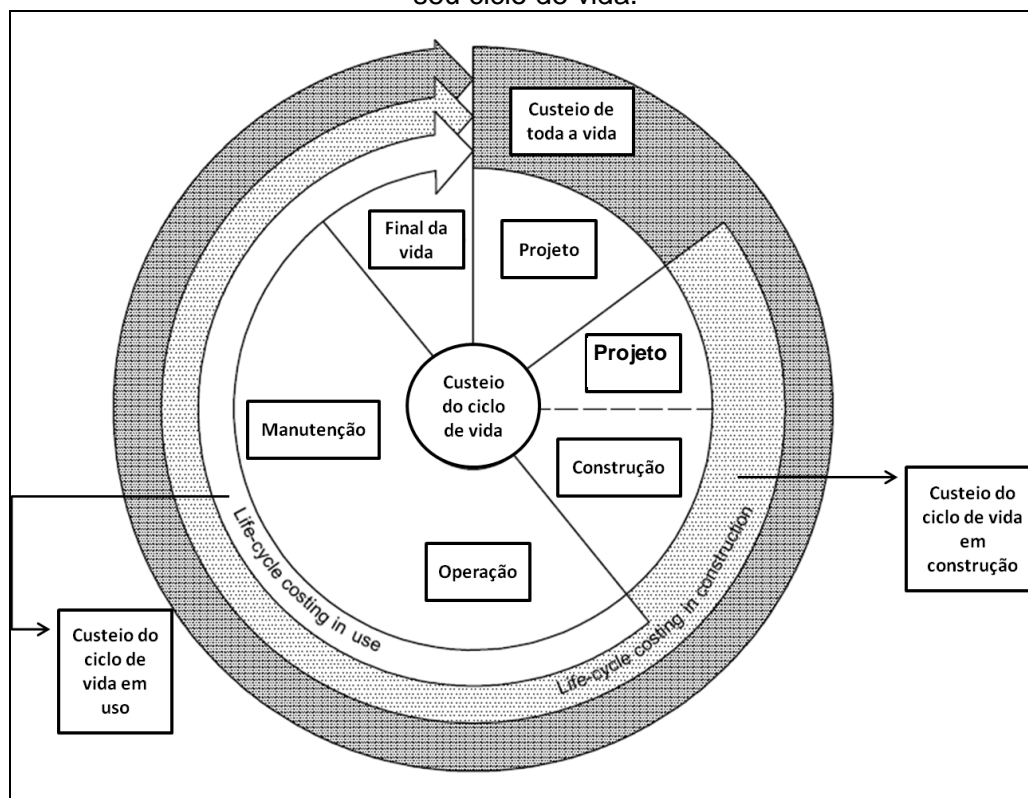 seu ciclo de vida.
Custeio de
toda a vida
Final da
vida
Projeto
Projeto
Custeio
do ciclo
de vida
Manutenção
Construção
Operação
Custeio do
ciclo de vida
em
construção
Life-cycle costing in use
Life-cycle costing in construction
Custeio do
ciclo de
vida em
uso